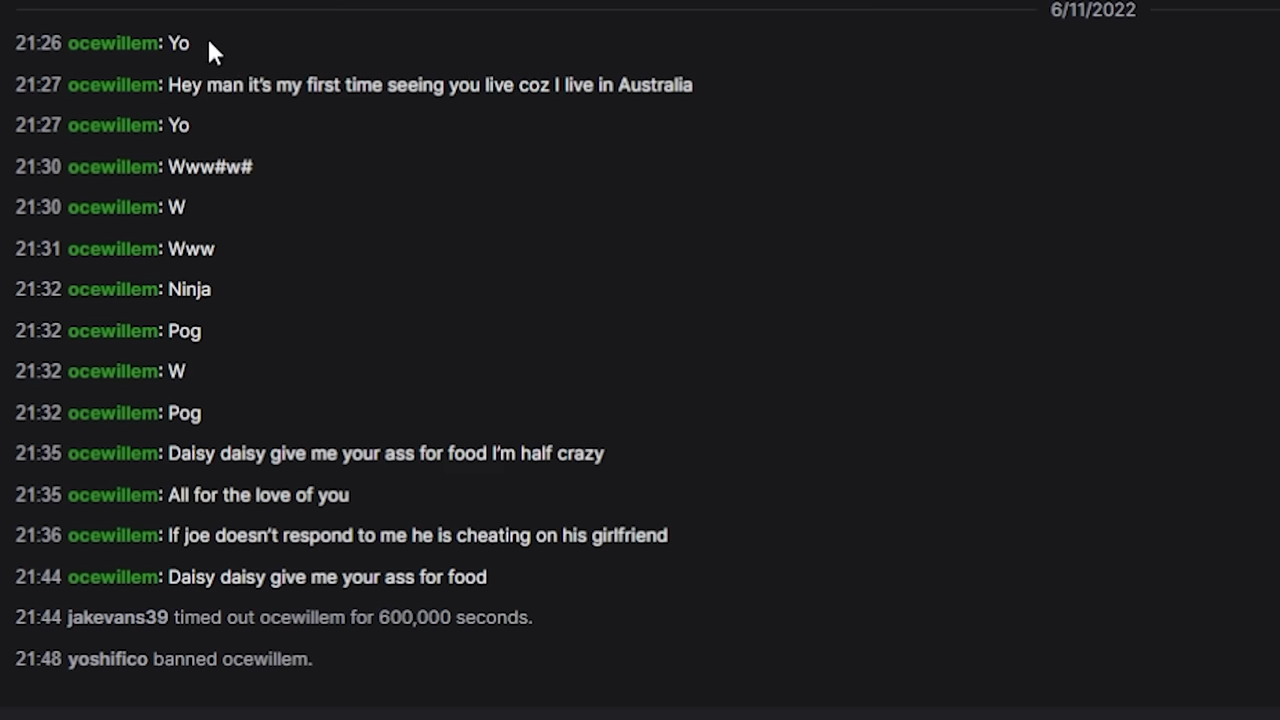 6/11/2022
21:26 ocewillem: Yo
21:27 ocewillem: Hey man it's my first time seeing you live coz I live in Australia
21:27 ocewillem: Yo
21:30 ocewillem: Www#w#
21:30 ocewillem: W
21:31 ocewillem: Www
21:32 ocewillem: Ninja
21:32 ocewillem: Pog
21:32 ocewillem: W
21:32 ocewillem: Pog
21:35 ocewillem: Daisy daisy give me your ass for food I'm half crazy
21:35 ocewillem: All for the love of you
21:36 ocewillem: If joe doesn't respond to me he is cheating on his girlfriend
21:44 ocewillem: Daisy daisy give me your ass for food
21:44 jakevans39 timed out ocewillem for 600,000 seconds.
21:48 yoshifico banned ocewillem.